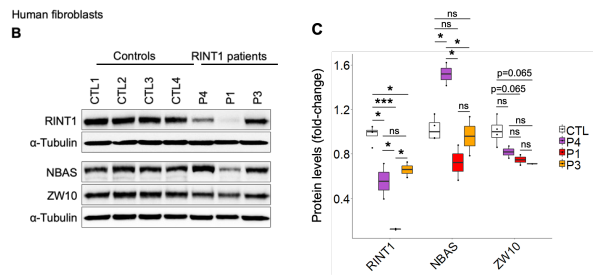 Human fibroblasts
B
Controls
RINT1 patients
CTL1
CTL2
CTL3
CTL4
P4
P1
P3
RINT1
α-Tubulin
NBAS
ZW10
α-Tubulin
C
Protein levels (fold-change)
1.6
1.2
0.8
0.4
ns
ns
*
*
*
*
***
*
ns
*
*
ns
p=0.065
p=0.065
ns
ns
ns
RINT1
NBAS
ZW10
CTL
P4
P1
P3